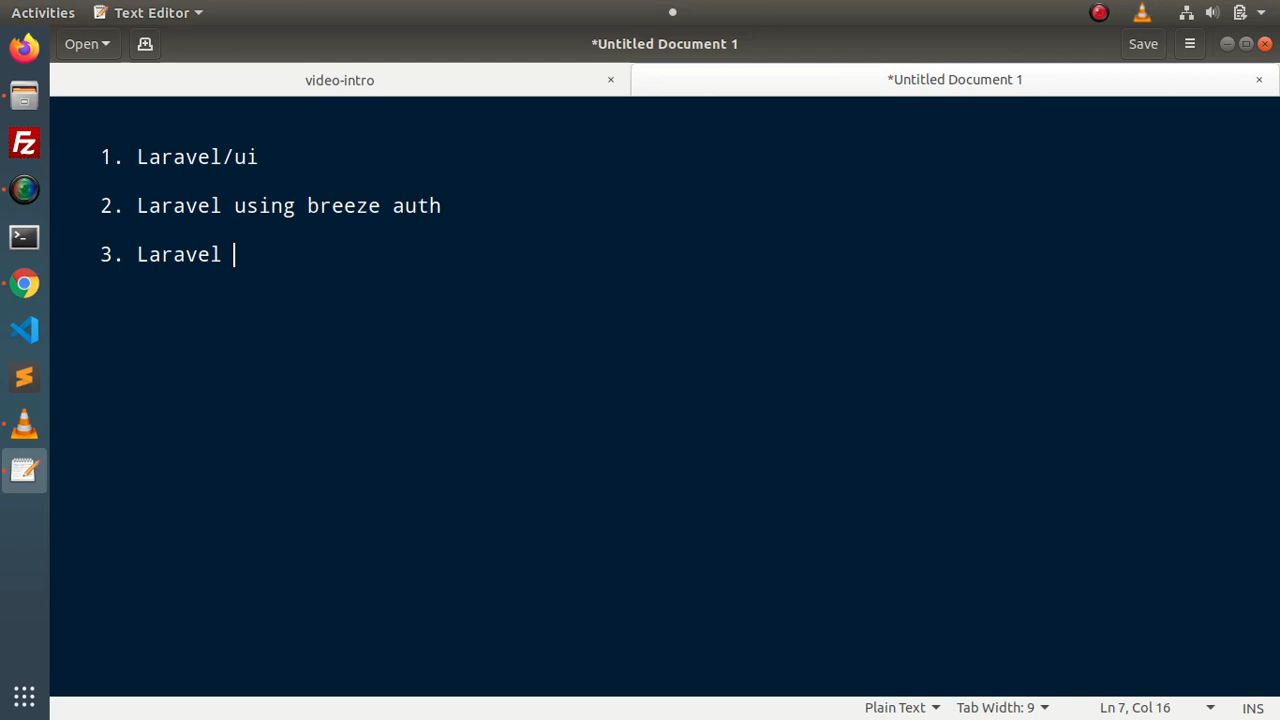 Activities Text Editor
Open *Untitled Document 1 Save
video-intro × *Untitled Document 1 ×
1. Laravel/ui
2. Laravel using breeze auth
3. Laravel
Plain Text Tab Width: 9 Ln 7, Col 16 INS